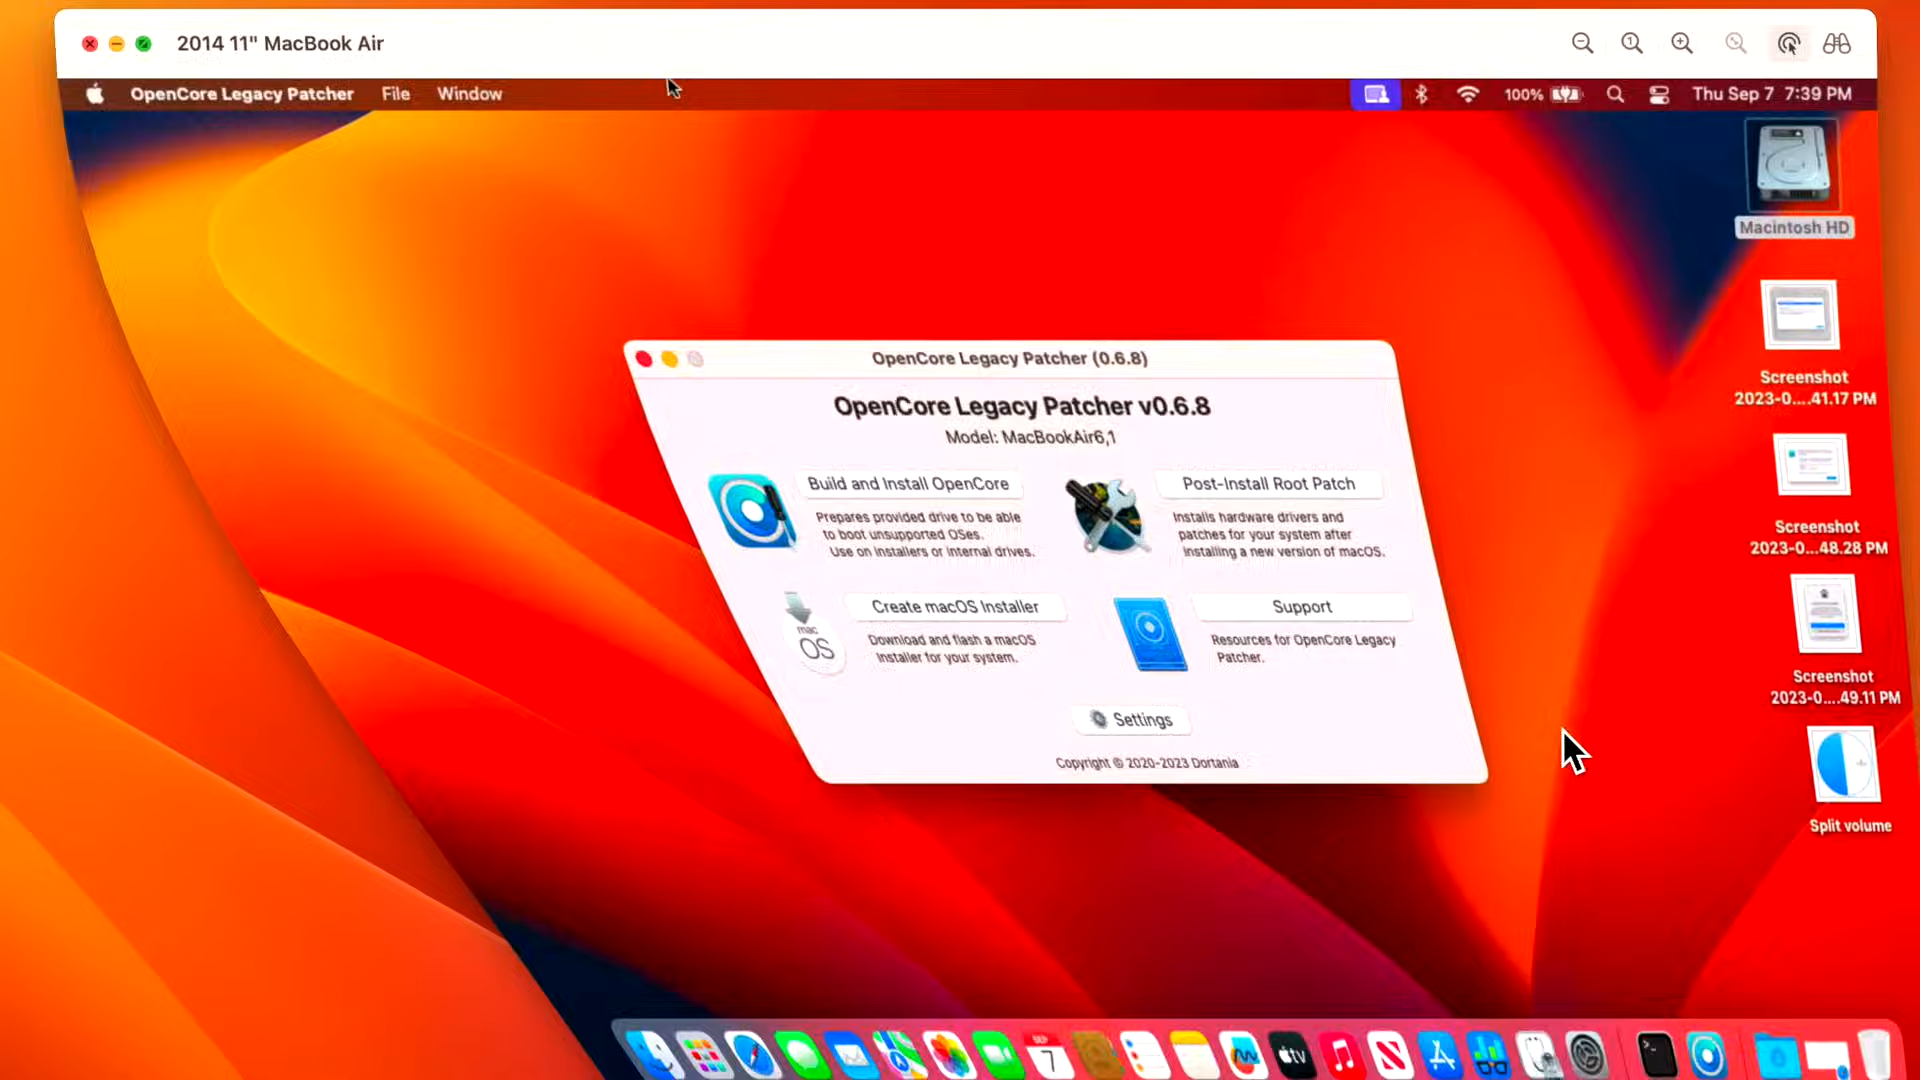 2014 11" MacBook Air
OpenCore Legacy Patcher File Window
100%
Thu Sep 7 7:39 PM
Macintosh HD
Screenshot
2023-0....41.17 PM
Screenshot
2023-0...48.28 PM
Screenshot
2023-0....49.11 PM
Split volume
OpenCore Legacy Patcher (0.6.8)
OpenCore Legacy Patcher v0.6.8
Model: MacBookAir6,1
Build and Install OpenCore
Prepares provided drive to be able
to boot unsupported OSes.
Use on installers or internal drives.
Post-Install Root Patch
Installs hardware drivers and
patches for your system after
installing a new version of macOS.
mac
OS
Create macOS Installer
Download and flash a macOS
Installer for your system.
Support
Resources for OpenCore Legacy
Patcher.
Settings
Copyright © 2020-2023 Dortania
SEP
7
tv